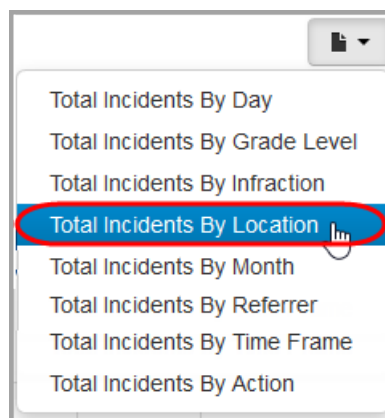 Total Incidents By Day
Total Incidents By Grade Level
Total Incidents By Infraction
Total Incidents By Location
Total Incidents By Month
Total Incidents By Referrer
Total Incidents By Time Frame
Total Incidents By Action